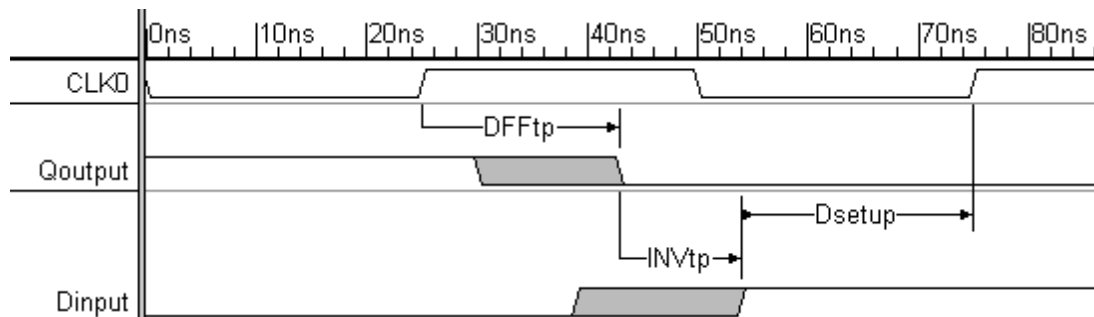 0ns 10ns 20ns 30ns 40ns 50ns 60ns 70ns 80ns
CLK0
DFFtp
Qoutput
Dsetup
INVtp
Dinput